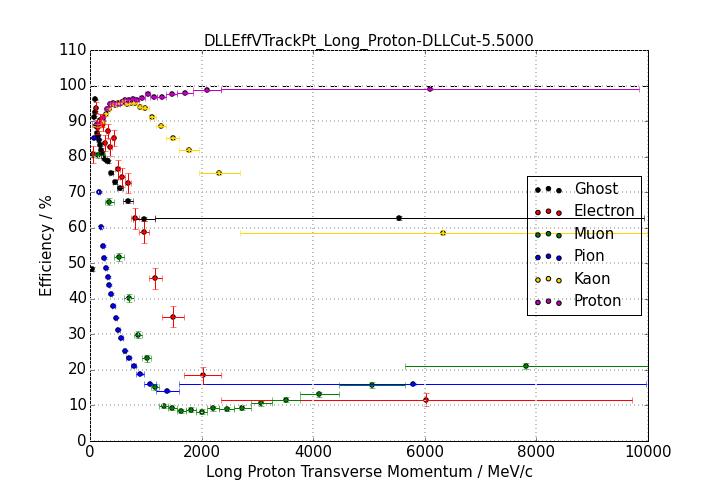 DLLEffVTrackPt_Long_Proton-DLLCut-5.5000
110
100
90
80
70
60
50
40
30
20
10
0
Efficiency / %
Ghost
Electron
Muon
Pion
Kaon
Proton
0 2000 4000 6000 8000 10000
Long Proton Transverse Momentum / MeV/c